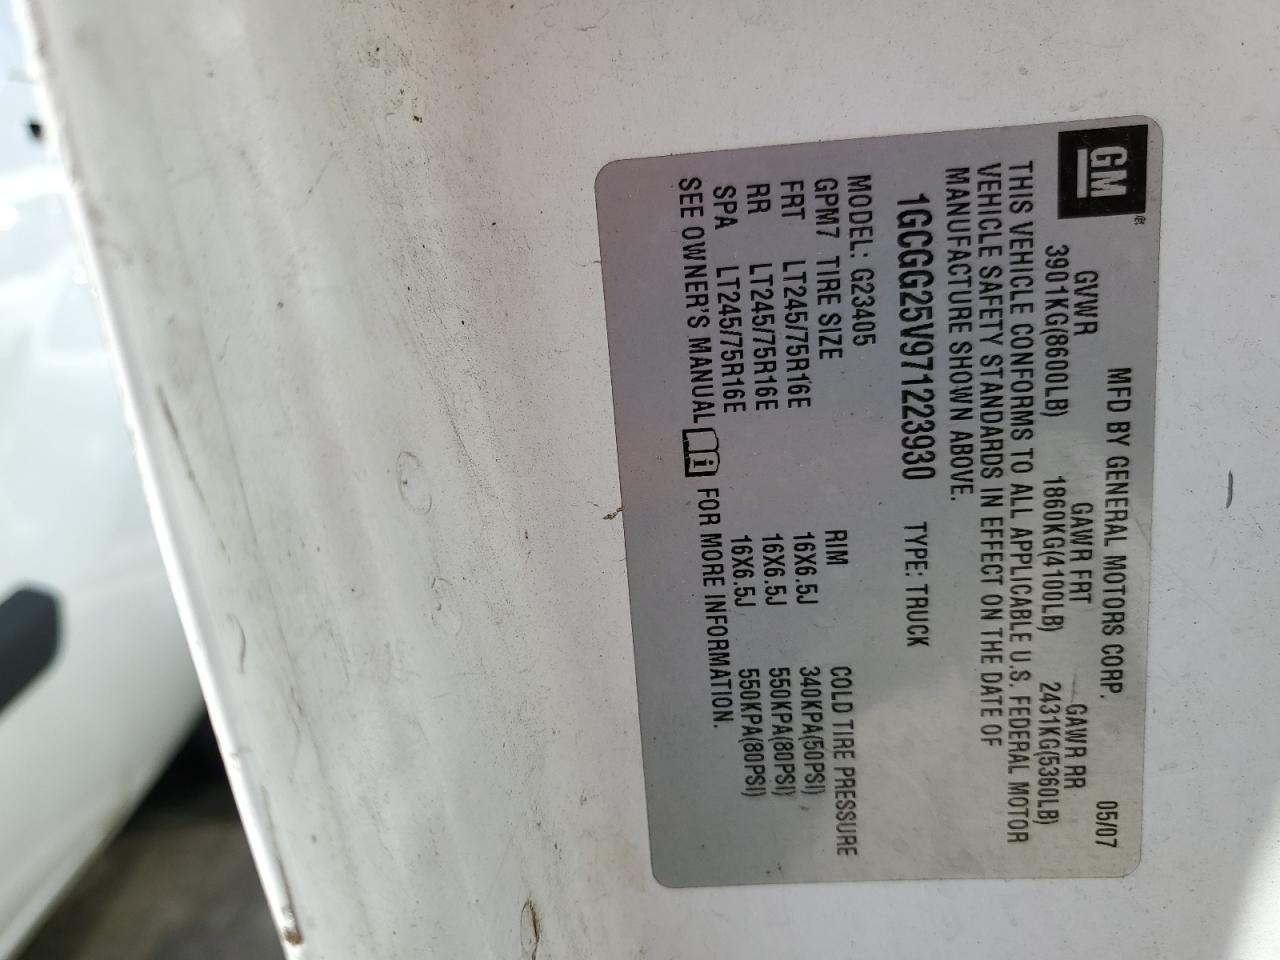 GM
MFD BY GENERAL MOTORS CORP. 05/07
GVWR GAWR FRT GAWR RR
3901KG(8600LB) 1860KG(4100LB) 2431KG(5360LB)
THIS VEHICLE CONFORMS TO ALL APPLICABLE U.S. FEDERAL MOTOR
VEHICLE SAFETY STANDARDS IN EFFECT ON THE DATE OF
MANUFACTURE SHOWN ABOVE.
1GCGG25V971223930 TYPE: TRUCK
MODEL: G23405
GPM7 TIRE SIZE RIM COLD TIRE PRESSURE
FRT LT245/75R16E 16X6.5J 340KPA(50PSI)
RR LT245/75R16E 16X6.5J 550KPA(80PSI)
SPA LT245/75R16E 16X6.5J 550KPA(80PSI)
SEE OWNER'S MANUAL FOR MORE INFORMATION.